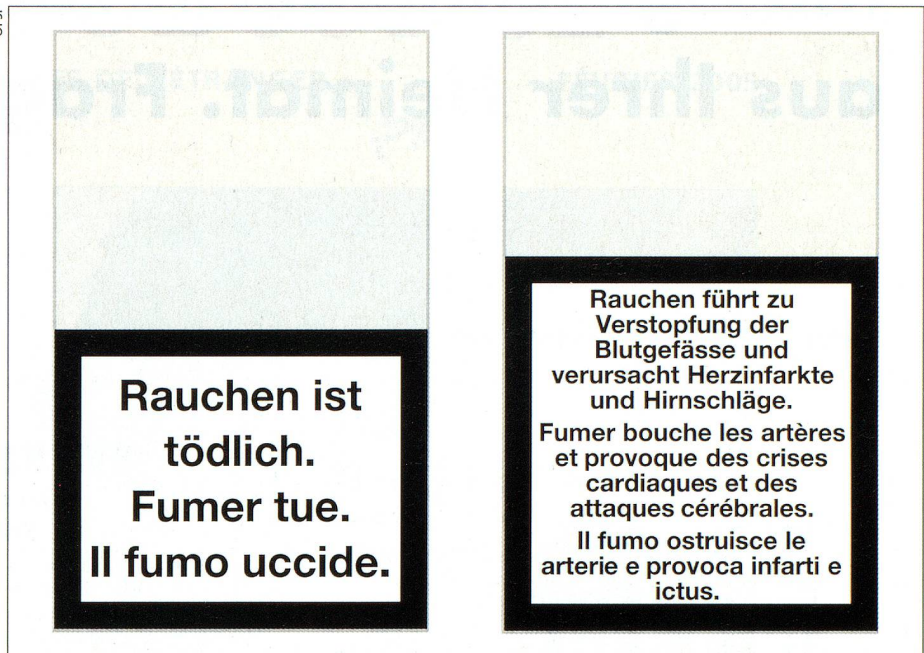 Rauchen ist
tödlich.
Fumer tue.
Il fumo uccide.
Rauchen führt zu
Verstopfung der
Blutgefässe und
verursacht Herzinfarkte
und Hirnschläge.
Fumer bouche les artères
et provoque des crises
cardiaques et des
attaques cérébrales.
Il fumo ostruisce le
arterie e provoca infarti e
ictus.